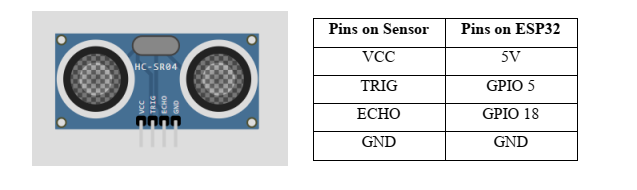 HC-SR04
VCC
TRIG
ECHO
GND
Pins on Sensor Pins on ESP32
VCC 5V
TRIG GPIO 5
ECHO GPIO 18
GND GND